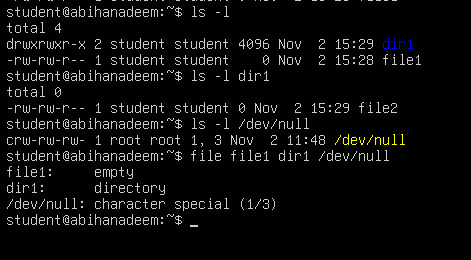 student@abihanadeem:~$ ls -l
total 4
drwxrwxr-x 2 student student 4096 Nov  2 15:29 dir1
-rw-rw-r-- 1 student student    0 Nov  2 15:28 file1
student@abihanadeem:~$ ls -l dir1
total 0
-rw-rw-r-- 1 student student 0 Nov  2 15:29 file2
student@abihanadeem:~$ ls -l /dev/null
crw-rw-rw- 1 root root 1, 3 Nov  2 11:48 /dev/null
student@abihanadeem:~$ file file1 dir1 /dev/null
file1:     empty
dir1:      directory
/dev/null: character special (1/3)
student@abihanadeem:~$ _